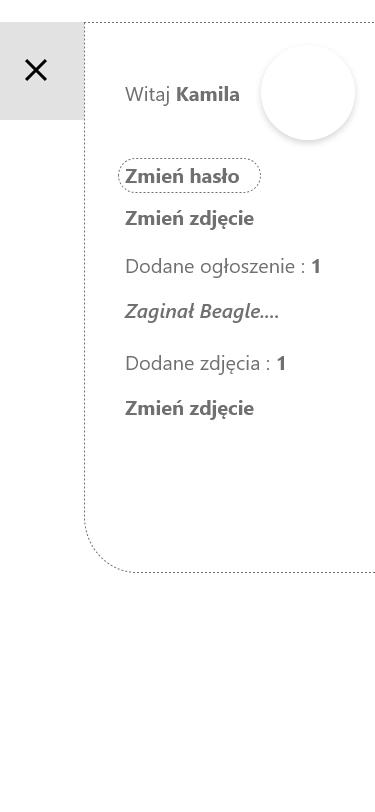 Witaj Kamila
Zmień hasło
Zmień zdjęcie
Dodane ogłoszenie : 1
Zaginał Beagle....
Dodane zdjęcia : 1
Zmień zdjęcie